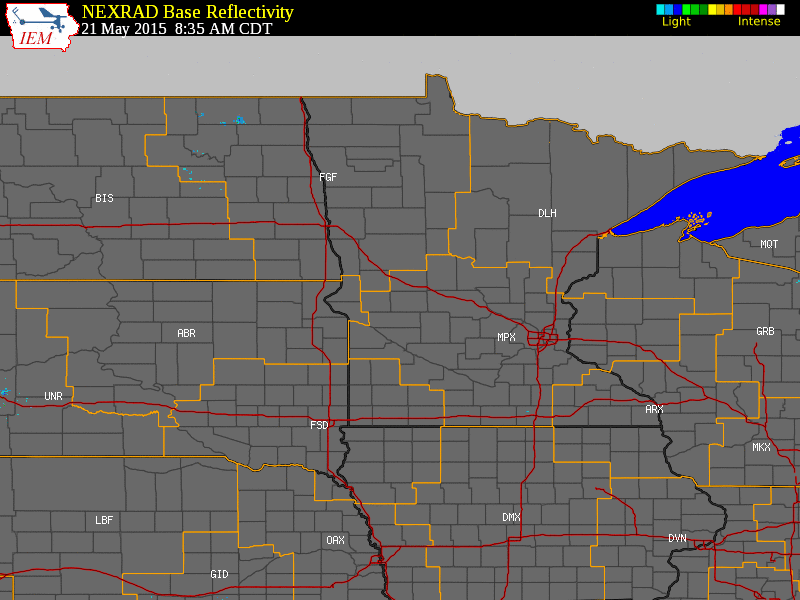 IEM
NEXRAD Base Reflectivity
21 May 2015 8:35 AM CDT
Light Intense
FGF
BIS
DLH
MOT
ABR
MPX
GRB
UNR
ARX
FSD
MKX
LBF
DMX
OAX
DVN
GID